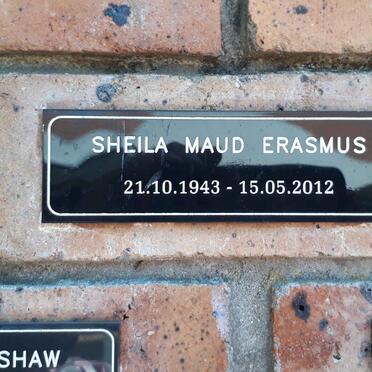 SHEILA MAUD ERASMUS
21.10.1943 - 15.05.2012
SHAW